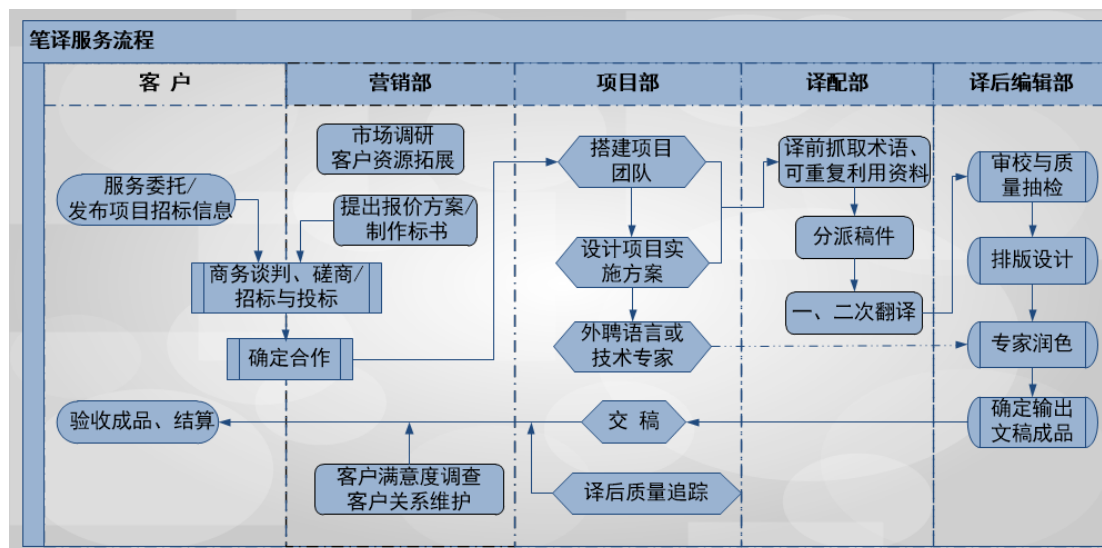 笔译服务流程
客 户
营销部
项目部
译配部
译后编辑部
市场调研
客户资源拓展
服务委托/
发布项目招标信息
提出报价方案/
制作标书
商务谈判、磋商/
招标与投标
确定合作
搭建项目
团队
设计项目实
施方案
外聘语言或
技术专家
译前抓取术语、
可重复利用资料
分派稿件
一、二次翻译
审校与质
量抽检
排版设计
专家润色
确定输出
文稿成品
交 稿
验收成品、结算
客户满意度调查
客户关系维护
译后质量追踪